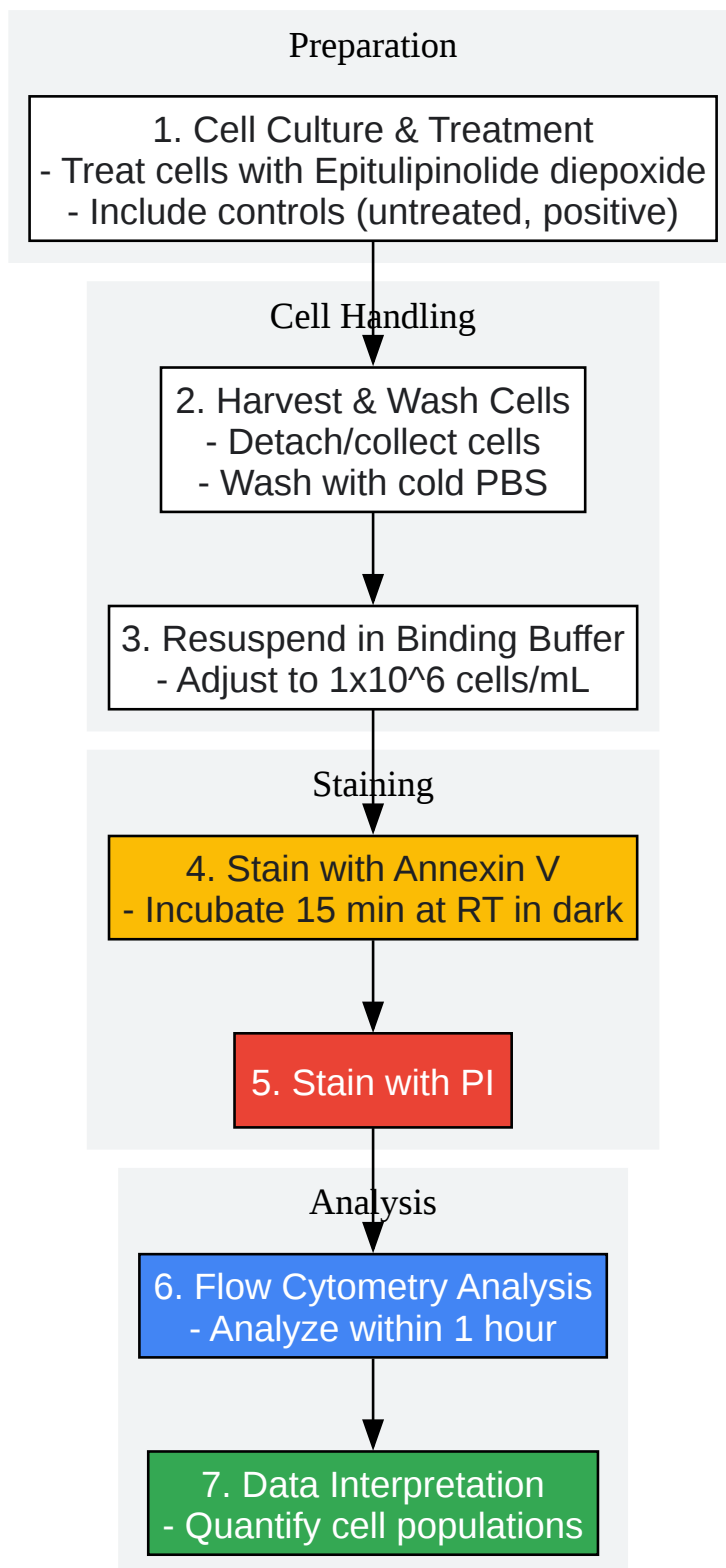 Preparation
1. Cell Culture & Treatment
- Treat cells with Epitulipinolide diepoxide
- Include controls (untreated, positive)
Cell Handling
2. Harvest & Wash Cells
- Detach/collect cells
- Wash with cold PBS
3. Resuspend in Binding Buffer
- Adjust to 1x10^6 cells/mL
Staining
4. Stain with Annexin V
- Incubate 15 min at RT in dark
5. Stain with PI
Analysis
6. Flow Cytometry Analysis
- Analyze within 1 hour
7. Data Interpretation
- Quantify cell populations